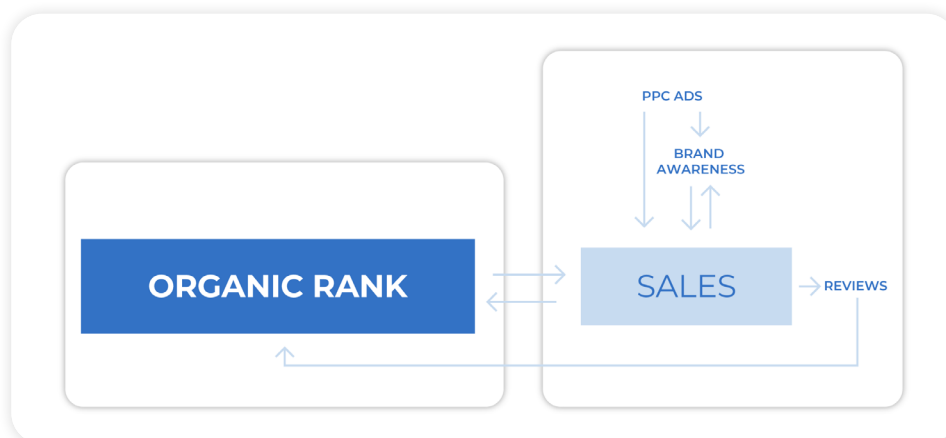 PPC ADS
BRAND
AWARENESS
ORGANIC RANK
SALES
REVIEWS